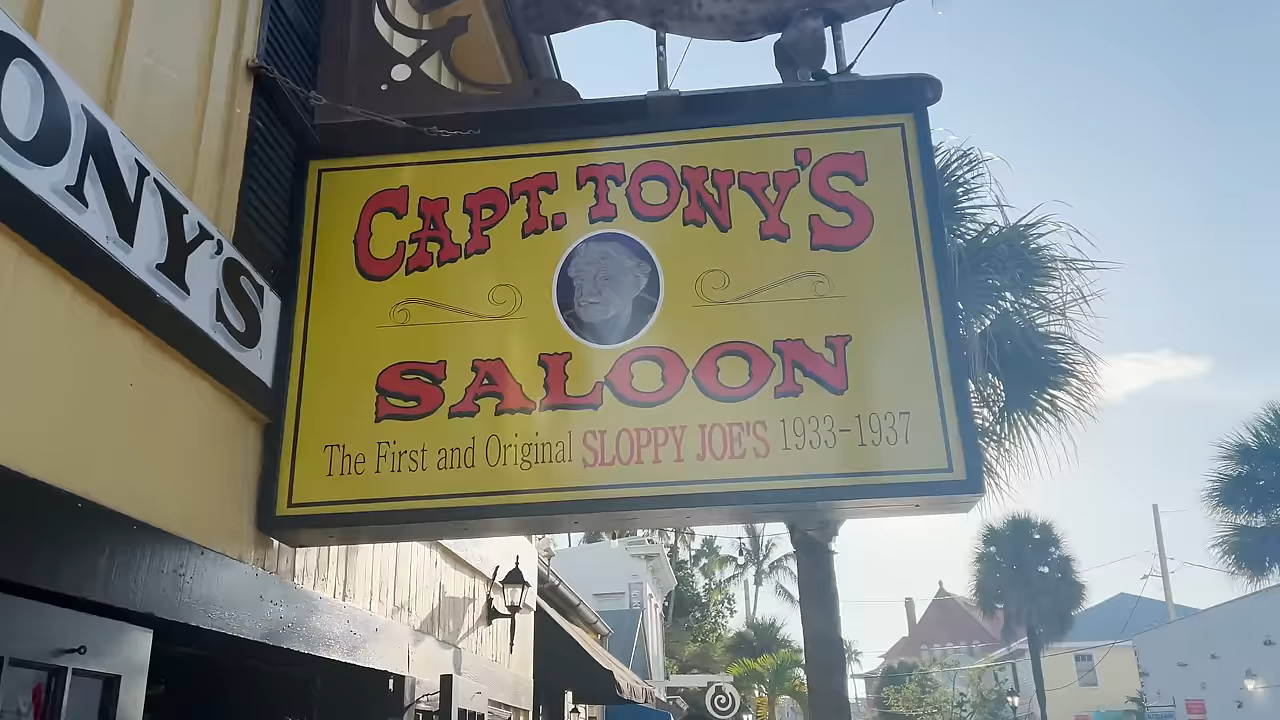 ONY'S
CAPT. TONY'S
SALOON
The First and Original SLOPPY JOE'S 1933-1937